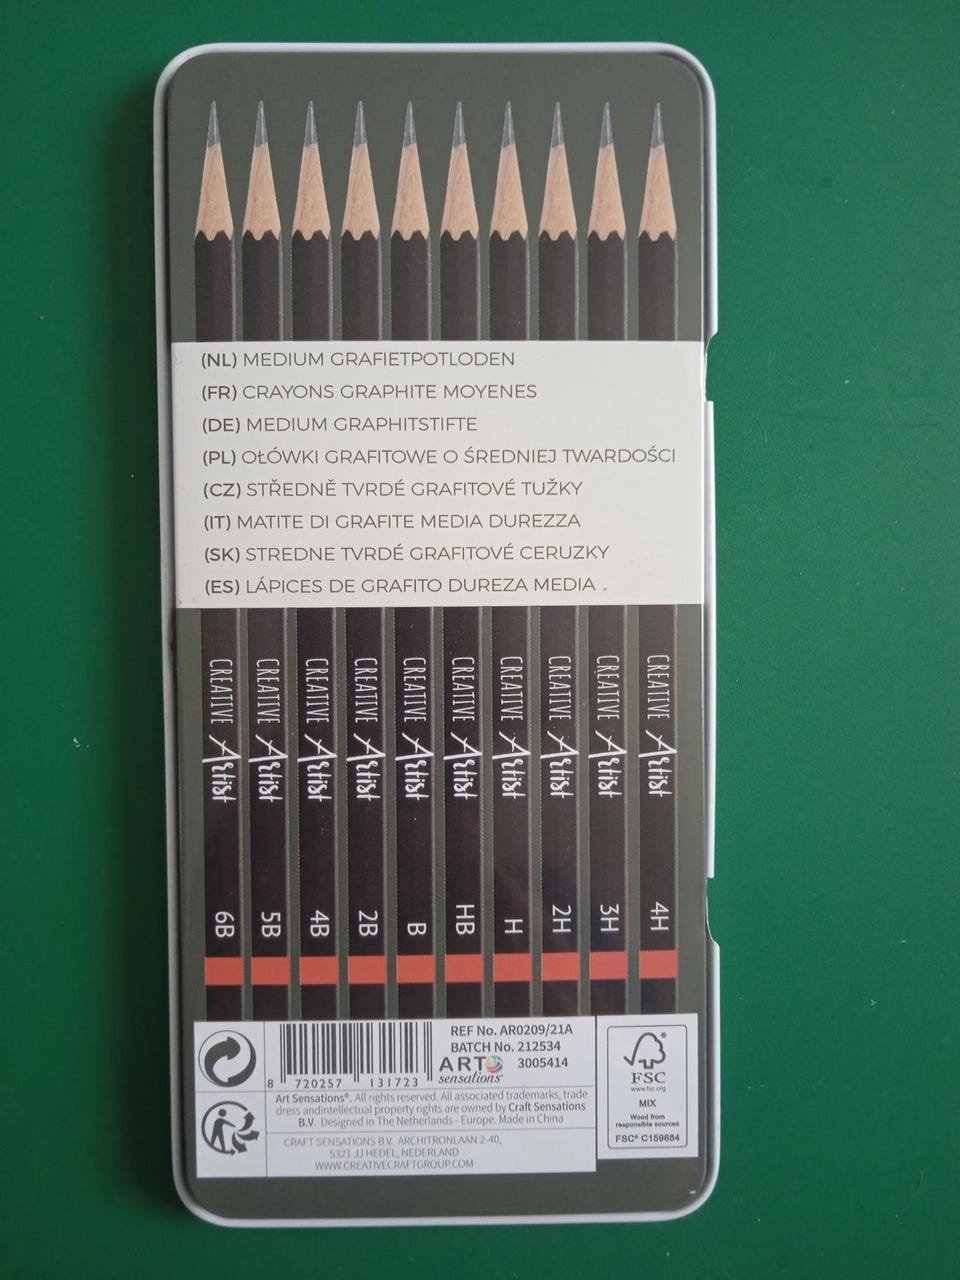 (NL) MEDIUM GRAFIETPOTLODEN
(FR) CRAYONS GRAPHITE MOYENES
(DE) MEDIUM GRAPHITSTIFTE
(PL) OŁÓWKI GRAFITOWE O ŚREDNIEJ TWARDOŚCI
(CZ) STŘEDNĚ TVRDÉ GRAFITOVÉ TUŽKY
(IT) MATITE DI GRAFITE MEDIA DUREZZA
(SK) STREDNE TVRDÉ GRAFITOVÉ CERUZKY
(ES) LÁPICES DE GRAFITO DUREZA MEDIA .
CREATIVE Artist 6B
CREATIVE Artist 5B
CREATIVE Artist 4B
CREATIVE Artist 2B
CREATIVE Artist B
CREATIVE Artist HB
CREATIVE Artist H
CREATIVE Artist 2H
CREATIVE Artist 3H
CREATIVE Artist 4H
8 720257 131723
REF No. AR0209/21A
BATCH No. 212534
ART sensations® 3005414
Art Sensations®. All rights reserved. All associated trademarks, trade
dress andintellectual property rights are owned by Craft Sensations
B.V. Designed in The Netherlands - Europe. Made in China
CRAFT SENSATIONS B.V. ARCHITRONLAAN 2-40,
5321 JJ HEDEL, NEDERLAND
WWW.CREATIVECRAFTGROUP.COM
FSC
www.fsc.org
MIX
Wood from
responsible sources
FSC® C159684